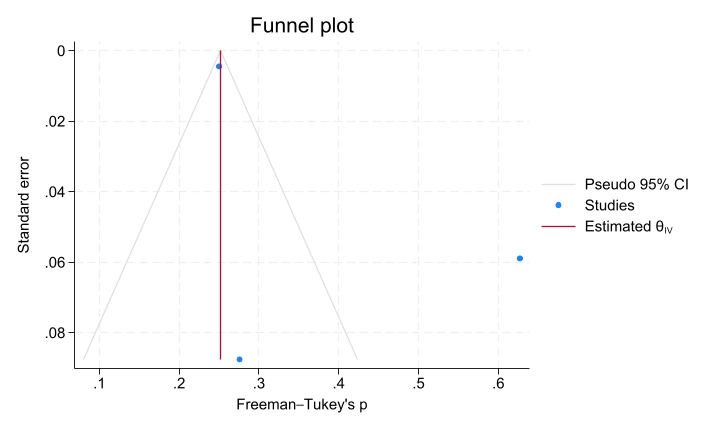 Funnel plot
0
.02
.04
.06
.08
Standard error
.1 .2 .3 .4 .5 .6
Freeman–Tukey's p
Pseudo 95% CI
Studies
Estimated θIV